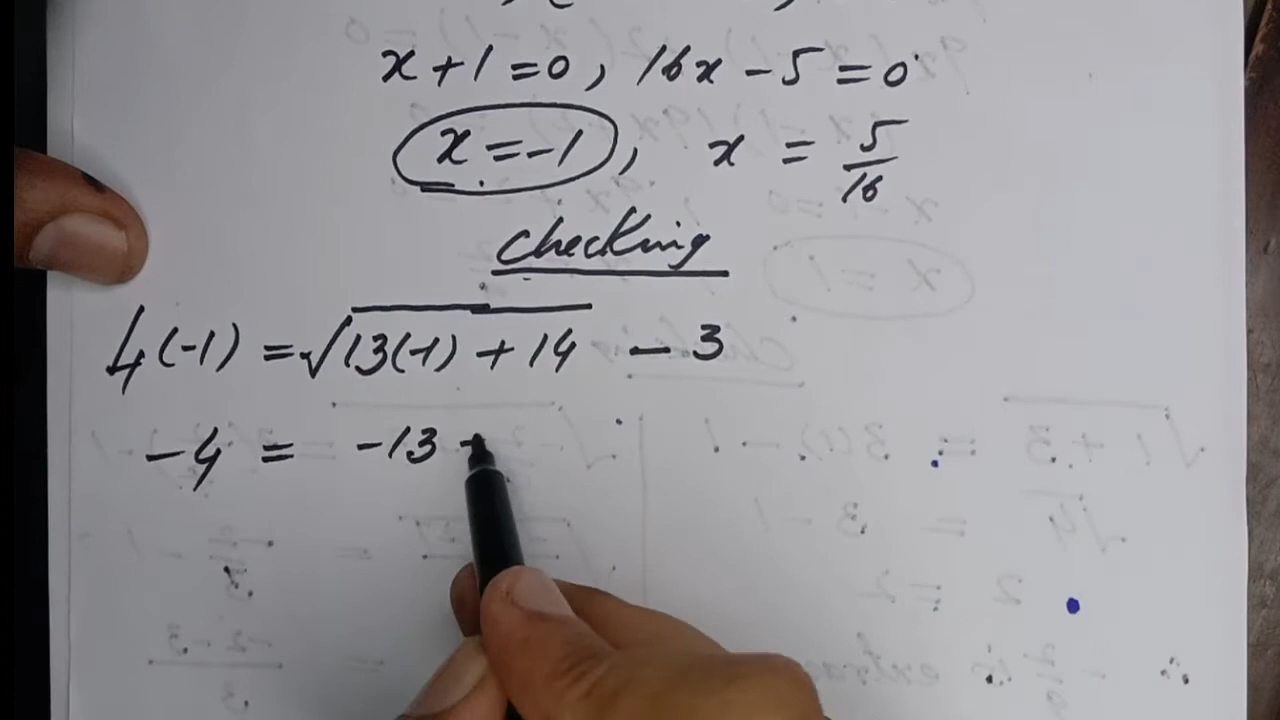 x + 1 = 0 , 16x - 5 = 0
x = -1 , x = 5/16
Checking
4(-1) = √13(-1) + 14 - 3
-4 = -13 +